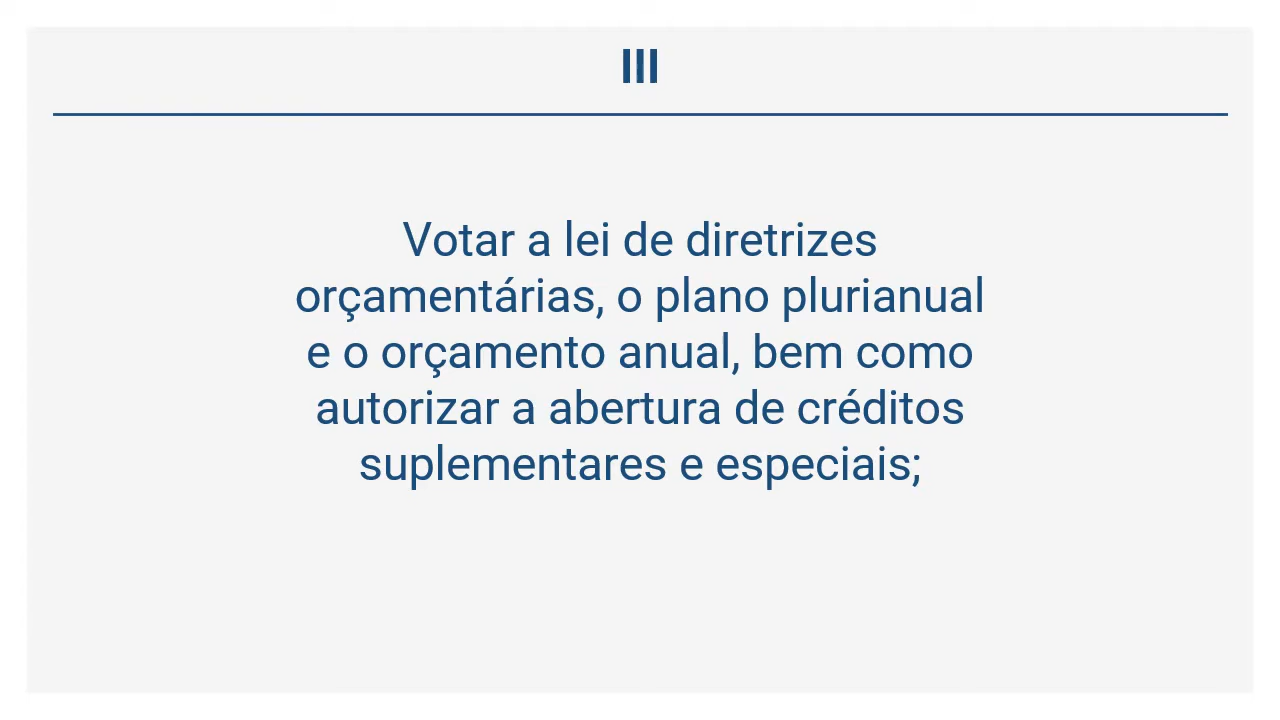 III
Votar a lei de diretrizes
orçamentárias, o plano plurianual
e o orçamento anual, bem como
autorizar a abertura de créditos
suplementares e especiais;